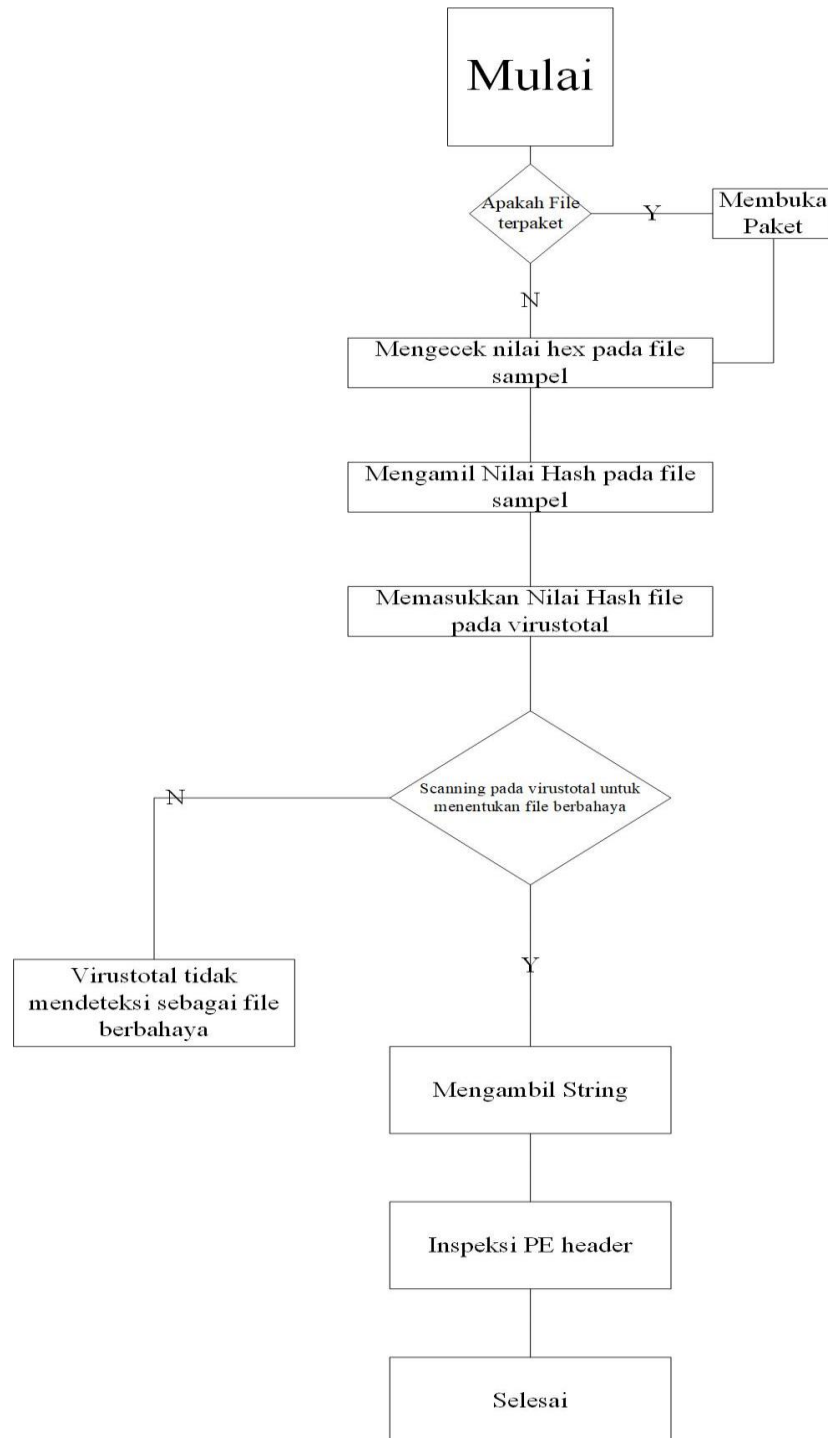 Mulai
Apakah File
terpaket
Y
Membuka
Paket
N
Mengecek nilai hex pada file
sampel
Mengamil Nilai Hash pada file
sampel
Memasukkan Nilai Hash file
pada virustotal
Scanning pada virustotal untuk
menentukan file berbahaya
N
Virustotal tidak
mendeteksi sebagai file
berbahaya
Y
Mengambil String
Inspeksi PE header
Selesai